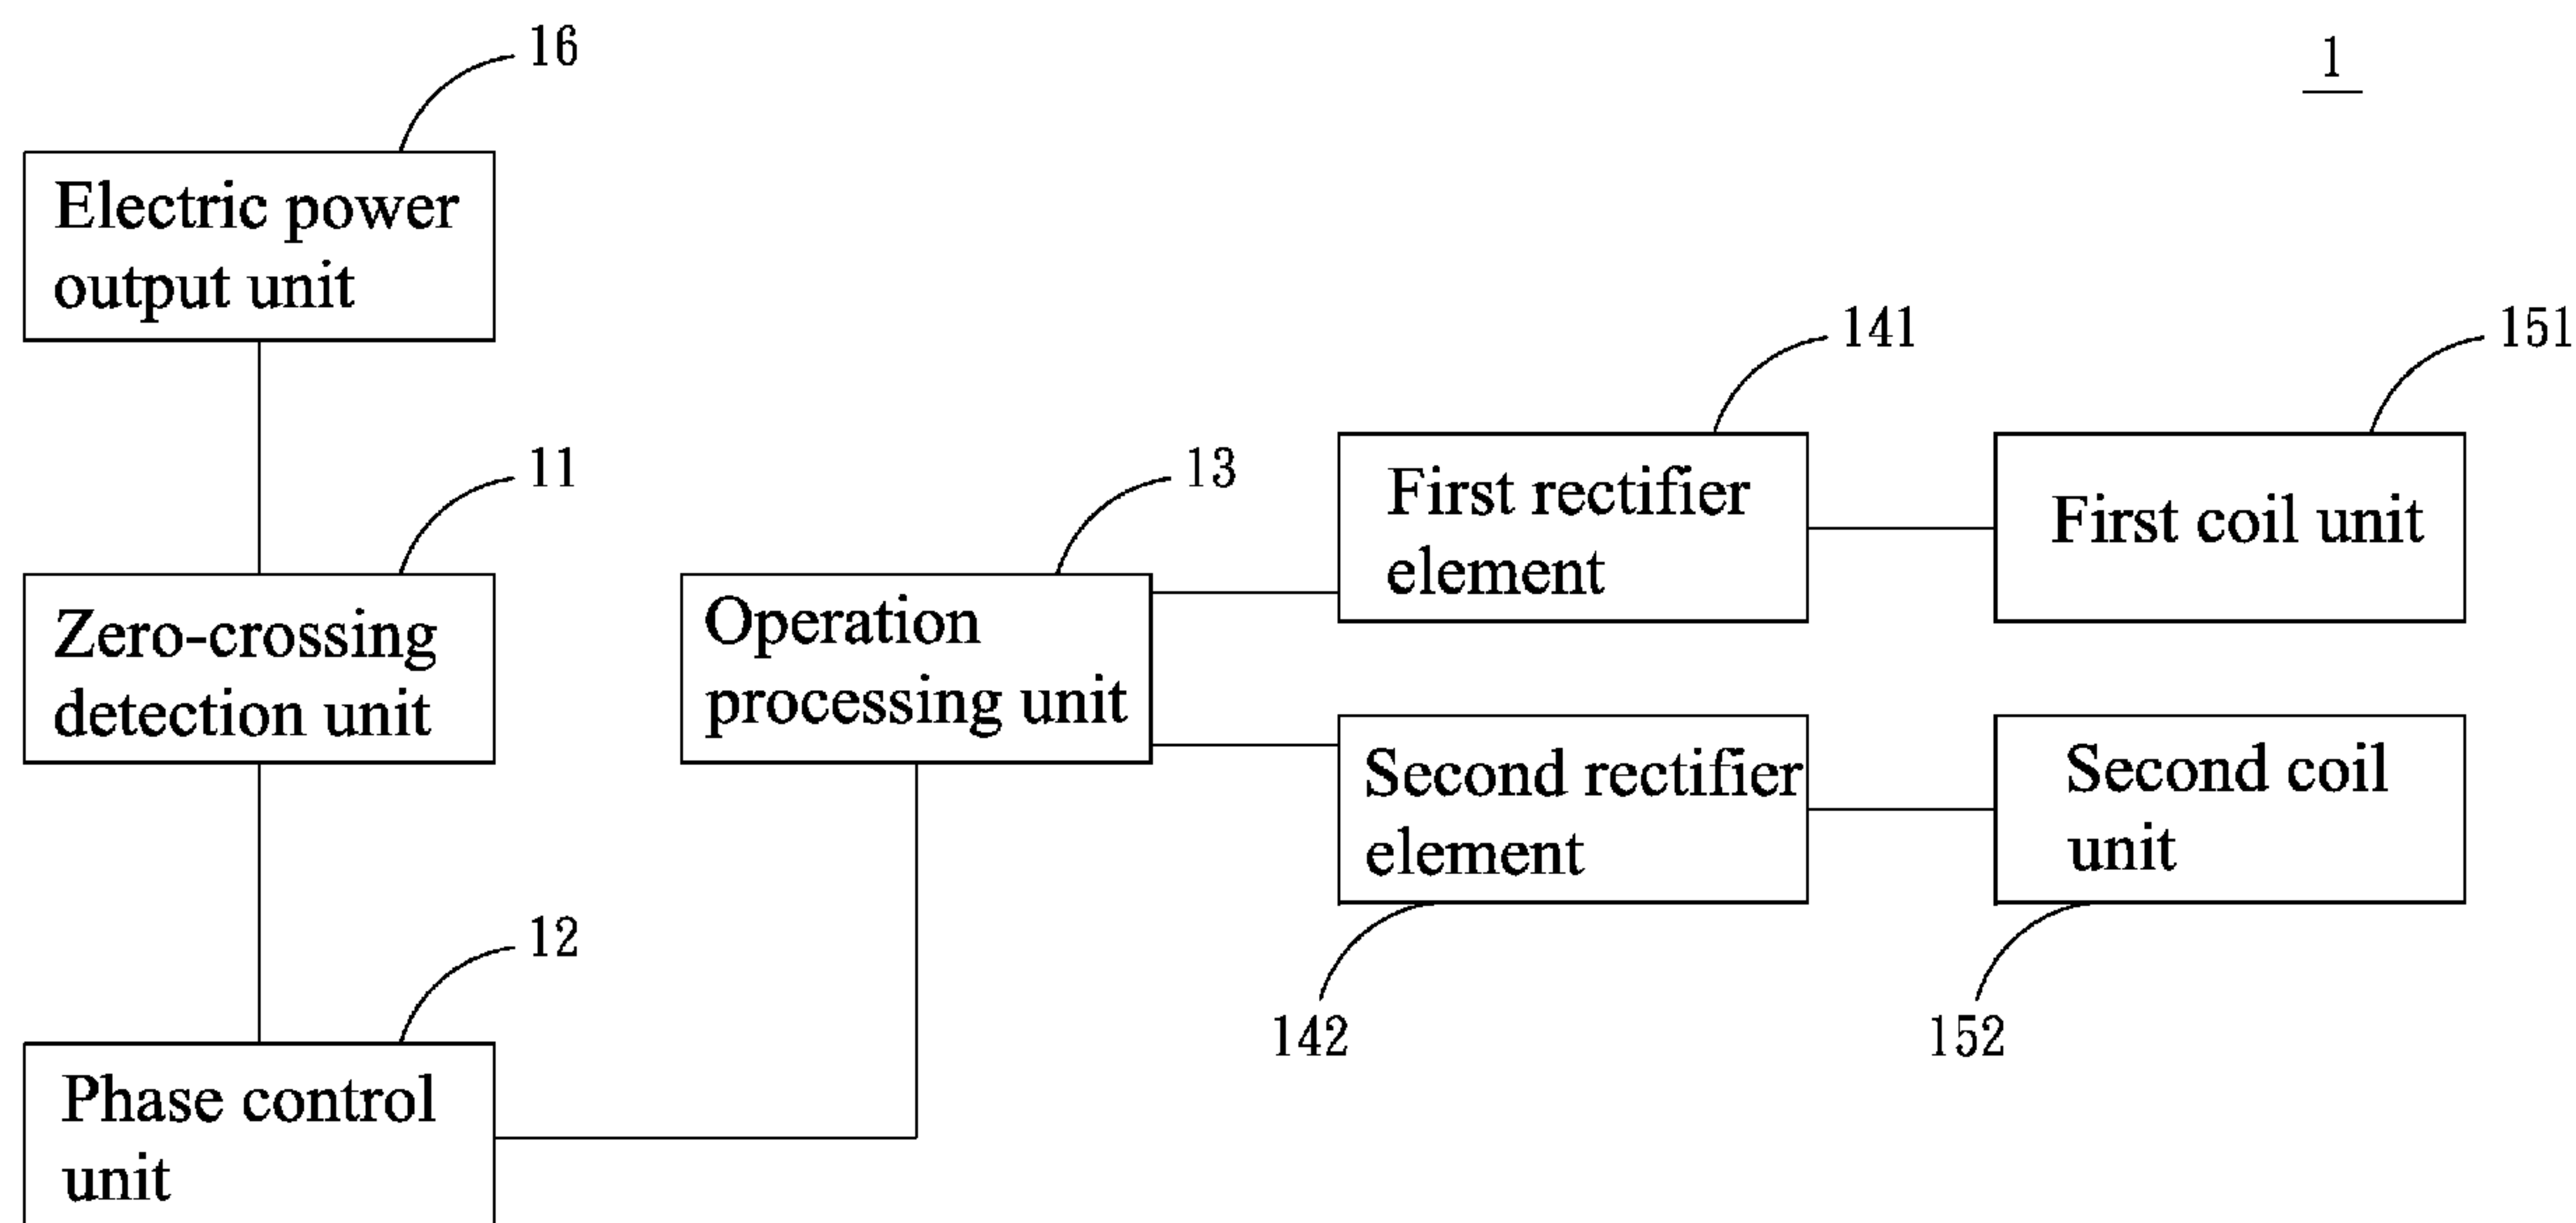 16
1
Electric power
output unit
141
151
11
13
First rectifier
element
First coil unit
Zero-crossing
detection unit
Operation
processing unit
Second rectifier
element
Second coil
unit
12
142
152
Phase control
unit